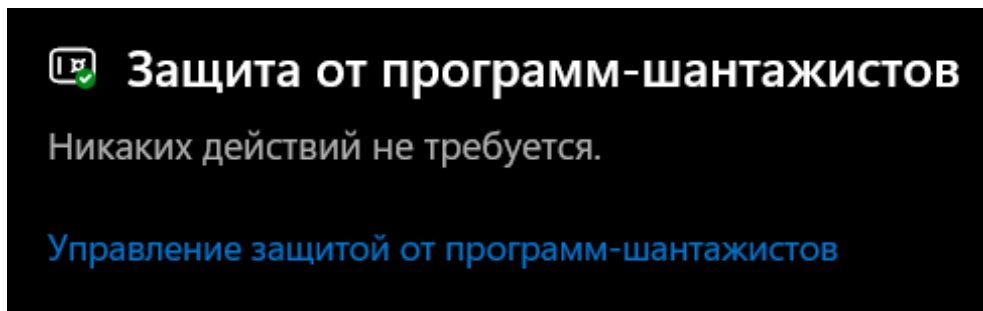 Защита от программ-шантажистов
Никаких действий не требуется.
Управление защитой от программ-шантажистов